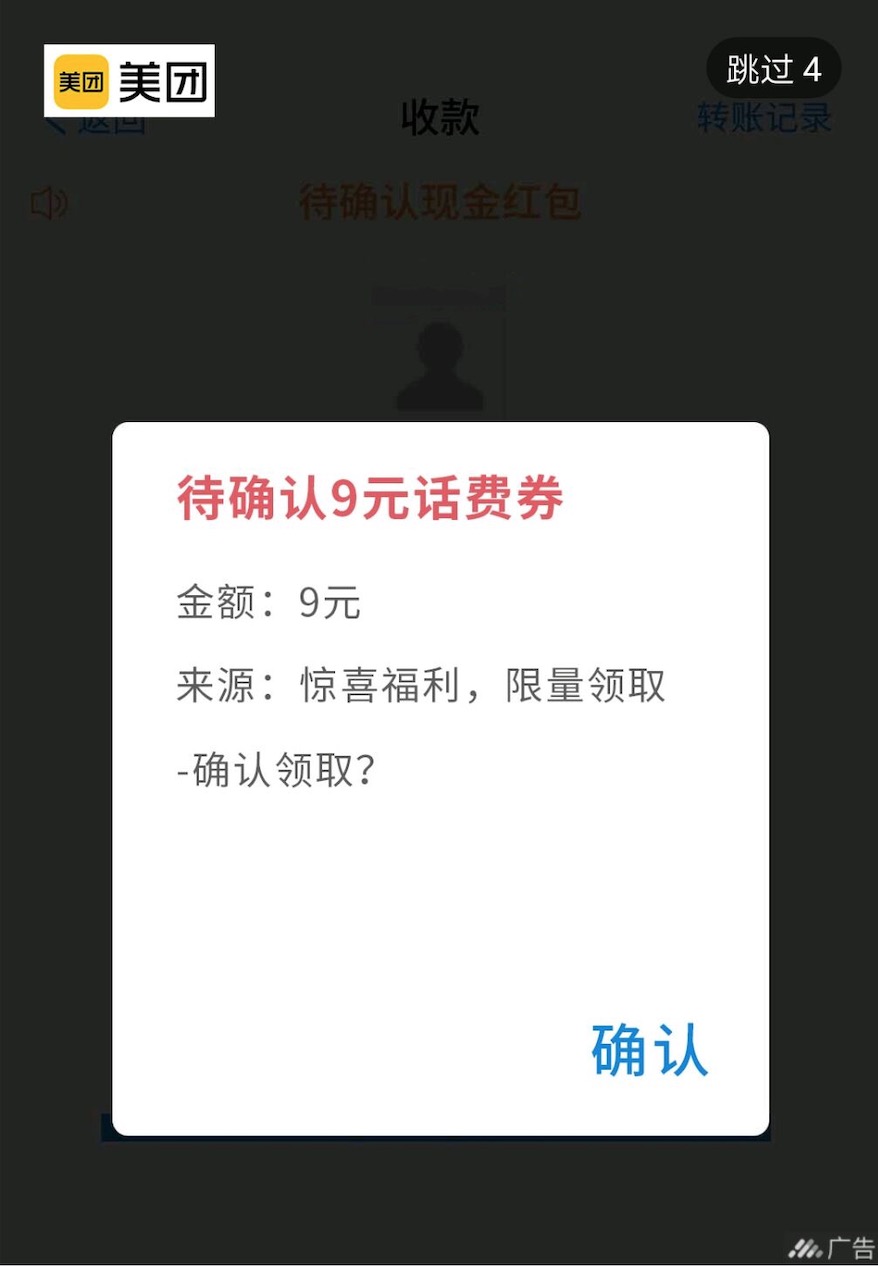 美团 美团
跳过 4
返回
收款
转账记录
待确认现金红包
待确认9元话费券
金额：9元
来源：惊喜福利，限量领取
-确认领取？
确认
广告